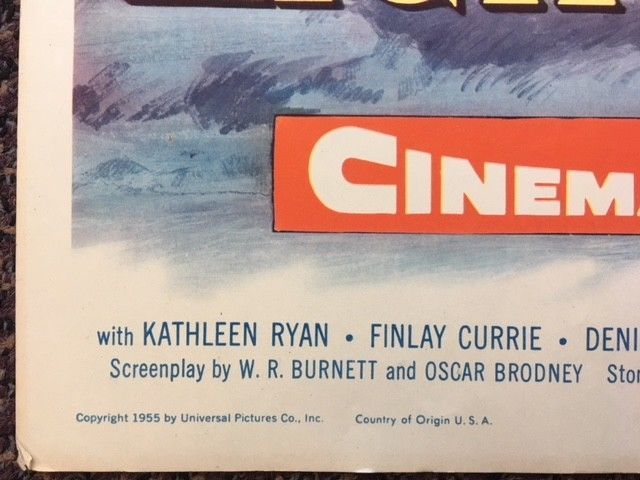 CINEMA
with KATHLEEN RYAN • FINLAY CURRIE • DENI
Screenplay by W. R. BURNETT and OSCAR BRODNEY Stor
Copyright 1955 by Universal Pictures Co., Inc. Country of Origin U. S. A.